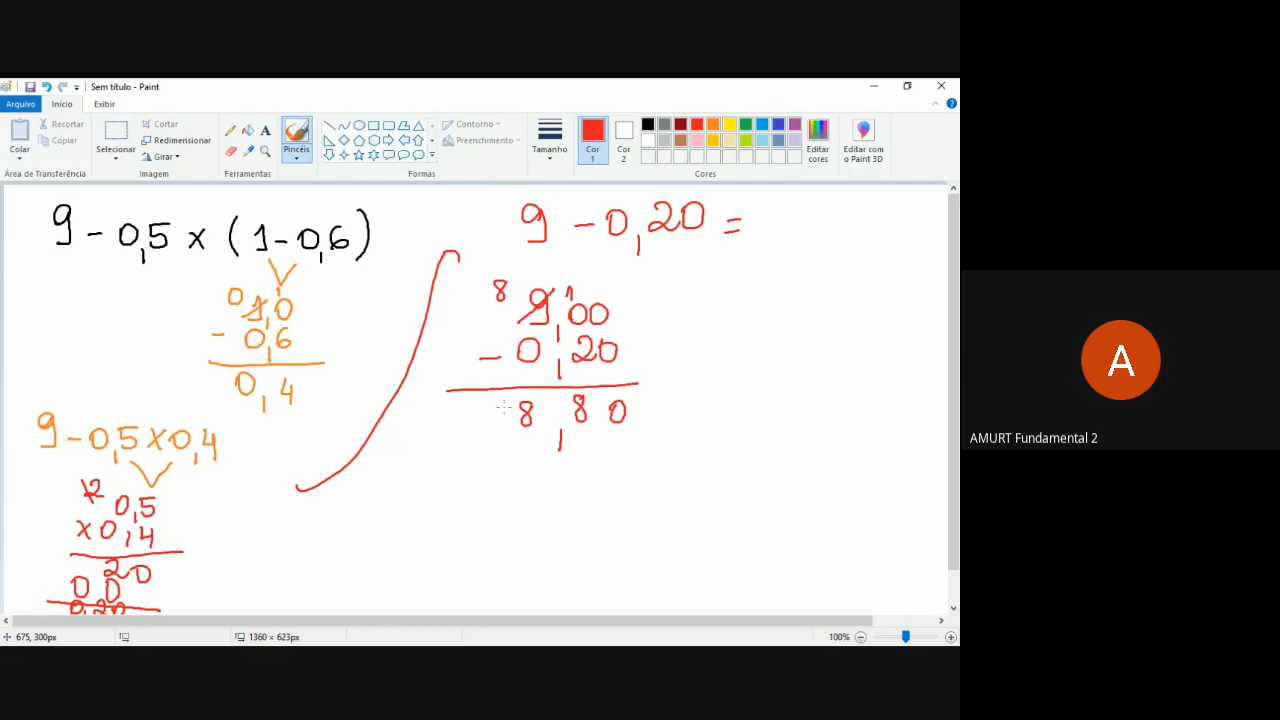 Sem título - Paint
Arquivo Início Exibir
Colar
Recortar
Copiar
Área de Transferência
Selecionar
Cortar
Redimensionar
Girar
Imagem
A
Ferramentas
Pincéis
Contorno
Preenchimento
Formas
Tamanho
Cor 1
Cor 2
Editar cores
Editar com o Paint 3D
Cores
9 - 0,5 x (1 - 0,6)
0 1 1,0
- 0,6
0,4
9 - 0,5 x 0,4
2
0,5
x 0,4
20
0 0
0,20
9 - 0,20 =
8 9,100
- 0,20
8,80
675, 300px
1360 × 623px
100%
A
AMURT Fundamental 2